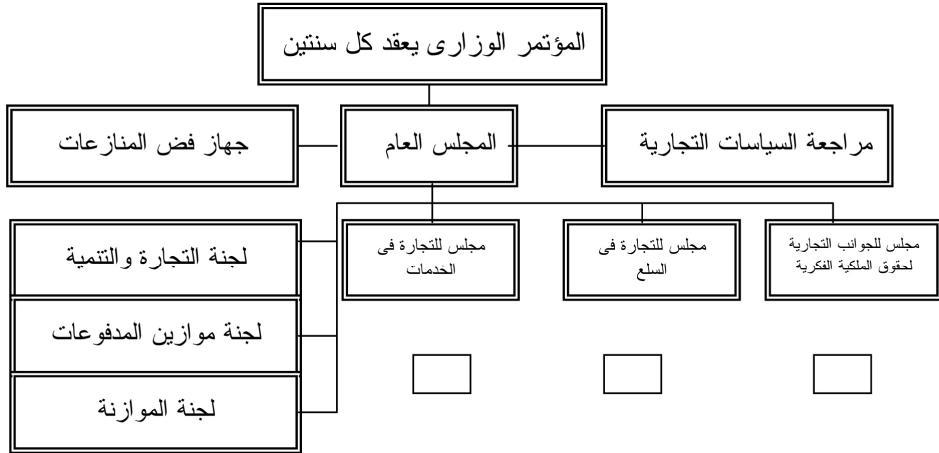 المؤتمر الوزارى يعقد كل سنتين
مراجعة السياسات التجارية
المجلس العام
جهاز فض المنازعات
مجلس للجوانب التجارية
لحقوق الملكية الفكرية
مجلس للتجارة فى
السلع
مجلس للتجارة فى
الخدمات
لجنة التجارة والتنمية
لجنة موازين المدفوعات
لجنة الموازنة